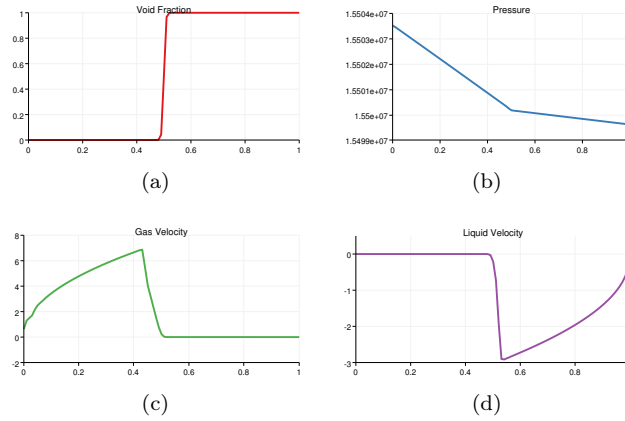 Void Fraction
1
0.8
0.6
0.4
0.2
0
0 0.2 0.4 0.6 0.8 1
(a)
Pressure
1.5504e+07
1.5503e+07
1.5502e+07
1.5501e+07
1.55e+07
1.5499e+07
0 0.2 0.4 0.6 0.8
(b)
Gas Velocity
8
6
4
2
0
-2
0 0.2 0.4 0.6 0.8 1
(c)
Liquid Velocity
0
-1
-2
-3
0 0.2 0.4 0.6 0.8
(d)